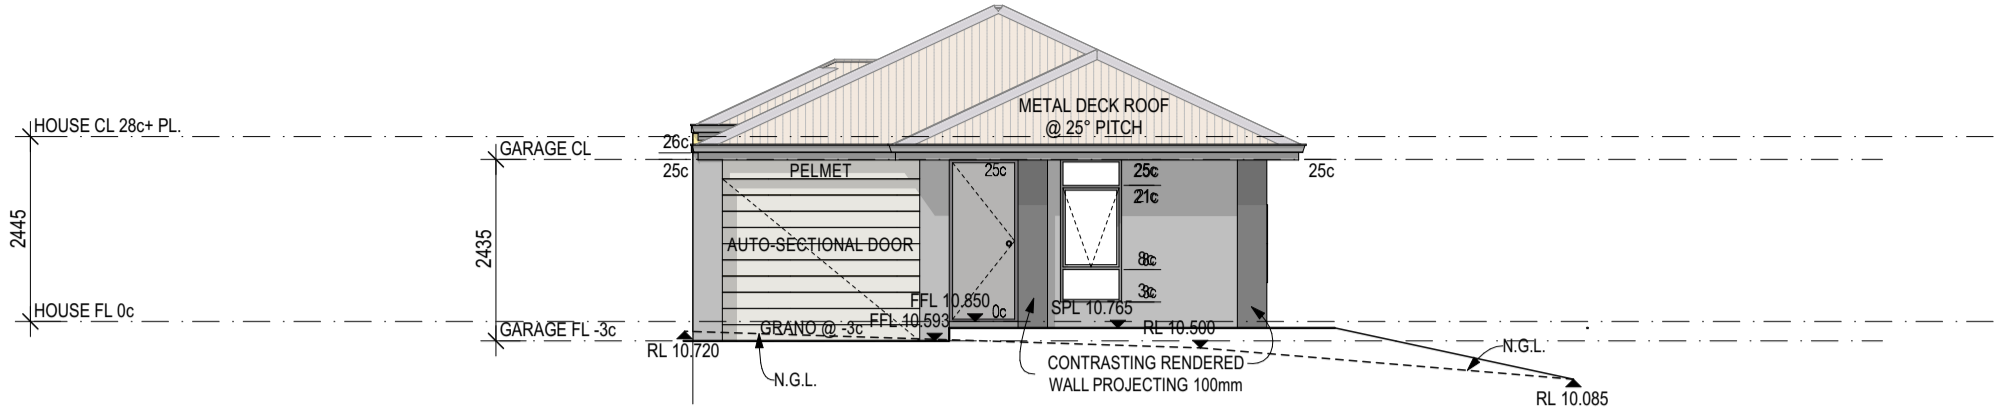 METAL DECK ROOF
@ 25° PITCH
HOUSE CL 28c+ PL.
GARAGE CL
26c
25c
PELMET
25c
25c
25c
21c
2445
2435
AUTO-SECTIONAL DOOR
8c
3c
HOUSE FL 0c
GARAGE FL -3c
FFL 10.850
0c
SPL 10.765
FFL 10.593
GRANO @ -3c
RL 10.500
RL 10.720
N.G.L.
CONTRASTING RENDERED
WALL PROJECTING 100mm
N.G.L.
RL 10.085